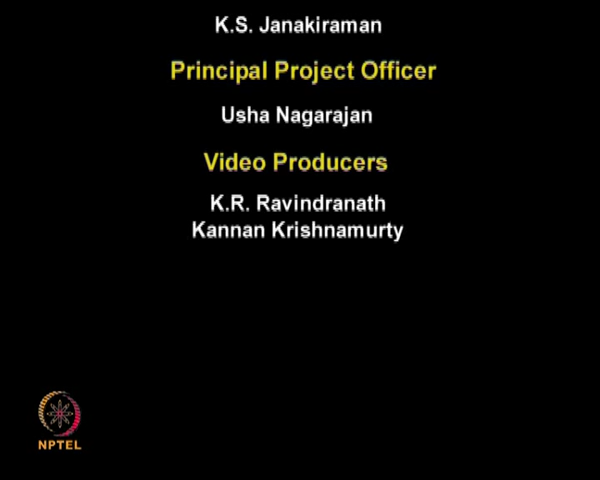 K.S. Janakiraman
Principal Project Officer
Usha Nagarajan
Video Producers
K.R. Ravindranath
Kannan Krishnamurty
NPTEL